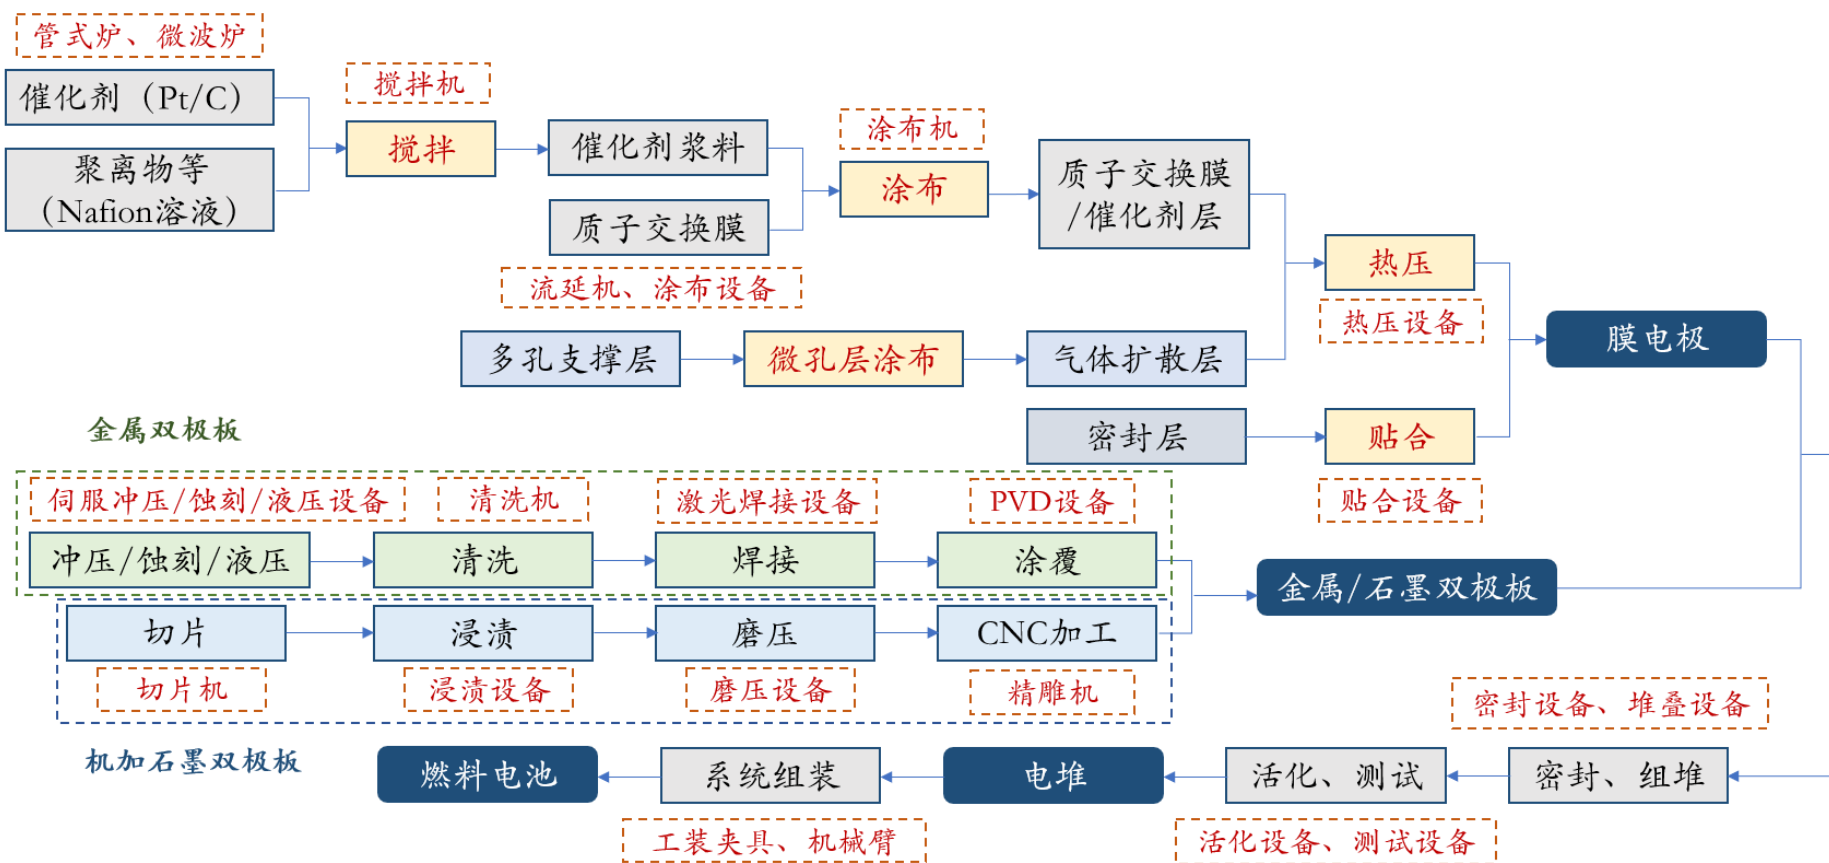 管式炉、微波炉
催化剂（Pt/C）
聚离物等
（Nafion溶液）
搅拌机
搅拌
催化剂浆料
质子交换膜
流延机、涂布设备
涂布机
涂布
质子交换膜
/催化剂层
热压
热压设备
多孔支撑层
微孔层涂布
气体扩散层
膜电极
密封层
贴合
贴合设备
金属双极板
伺服冲压/蚀刻/液压设备
清洗机
激光焊接设备
PVD设备
冲压/蚀刻/液压
清洗
焊接
涂覆
金属/石墨双极板
切片
浸渍
磨压
CNC加工
切片机
浸渍设备
磨压设备
精雕机
机加石墨双极板
密封设备、堆叠设备
燃料电池
系统组装
电堆
活化、测试
密封、组堆
工装夹具、机械臂
活化设备、测试设备